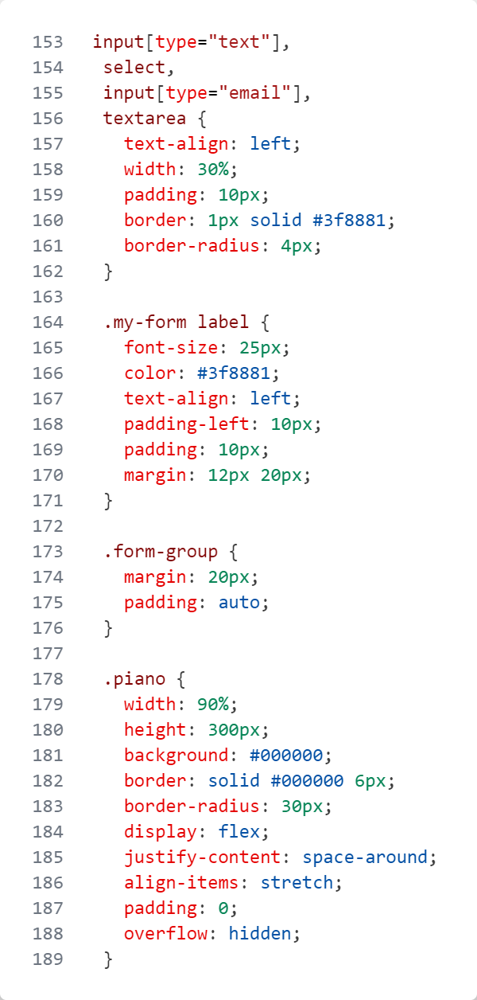 153 input[type="text"],
154 select,
155 input[type="email"],
156 textarea {
157 text-align: left;
158 width: 30%;
159 padding: 10px;
160 border: 1px solid #3f8881;
161 border-radius: 4px;
162 }
163
164 .my-form label {
165 font-size: 25px;
166 color: #3f8881;
167 text-align: left;
168 padding-left: 10px;
169 padding: 10px;
170 margin: 12px 20px;
171 }
172
173 .form-group {
174 margin: 20px;
175 padding: auto;
176 }
177
178 .piano {
179 width: 90%;
180 height: 300px;
181 background: #000000;
182 border: solid #000000 6px;
183 border-radius: 30px;
184 display: flex;
185 justify-content: space-around;
186 align-items: stretch;
187 padding: 0;
188 overflow: hidden;
189 }